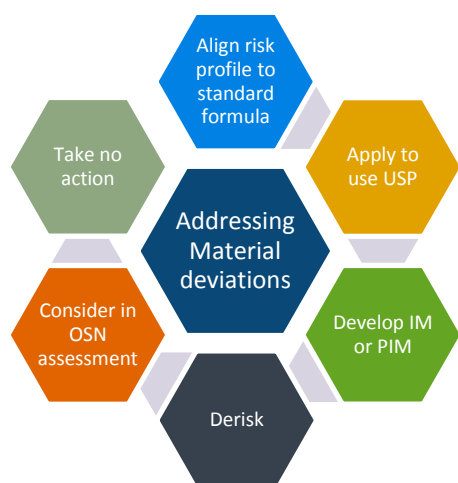 Align risk
profile to
standard
formula
Take no
action
Apply to
use USP
Addressing
Material
deviations
Consider in
OSN
assessment
Develop IM
or PIM
Derisk